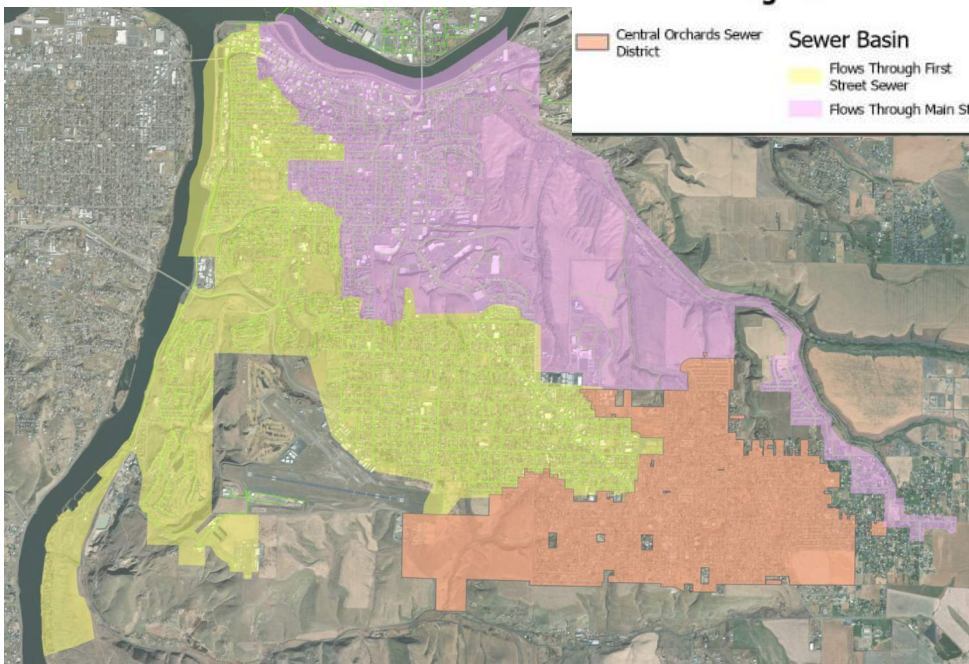 Central Orchards Sewer
District
Sewer Basin
Flows Through First
Street Sewer
Flows Through Main St